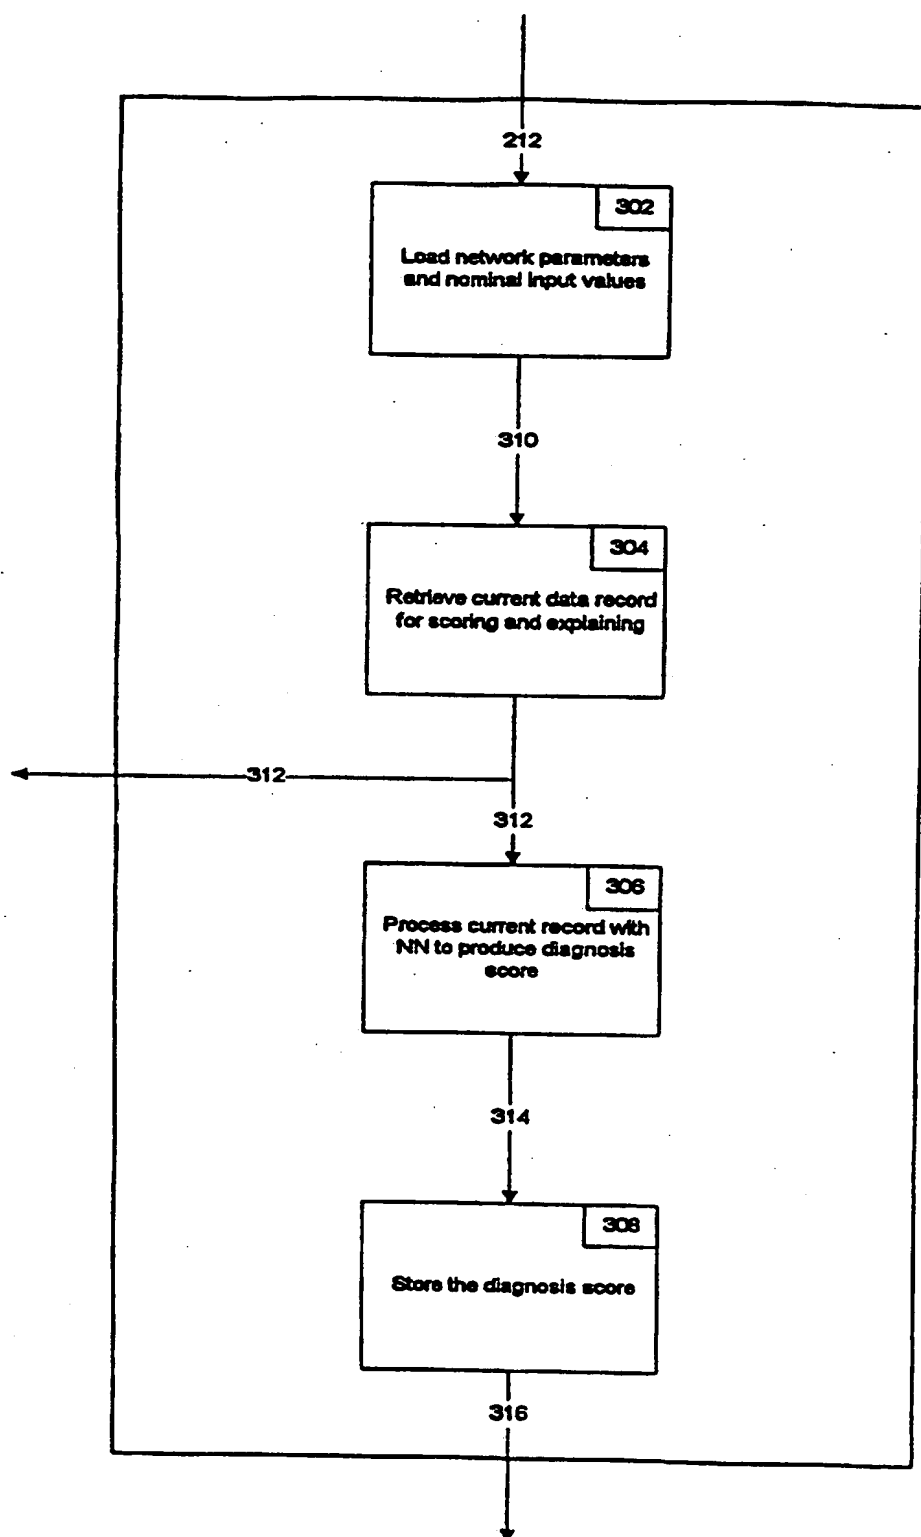 212
302
Load network parameters
and nominal input values
310
304
Retrieve current data record
for scoring and explaining
312
312
306
Process current record with
NN to produce diagnosis
score
314
308
Store the diagnosis score
316